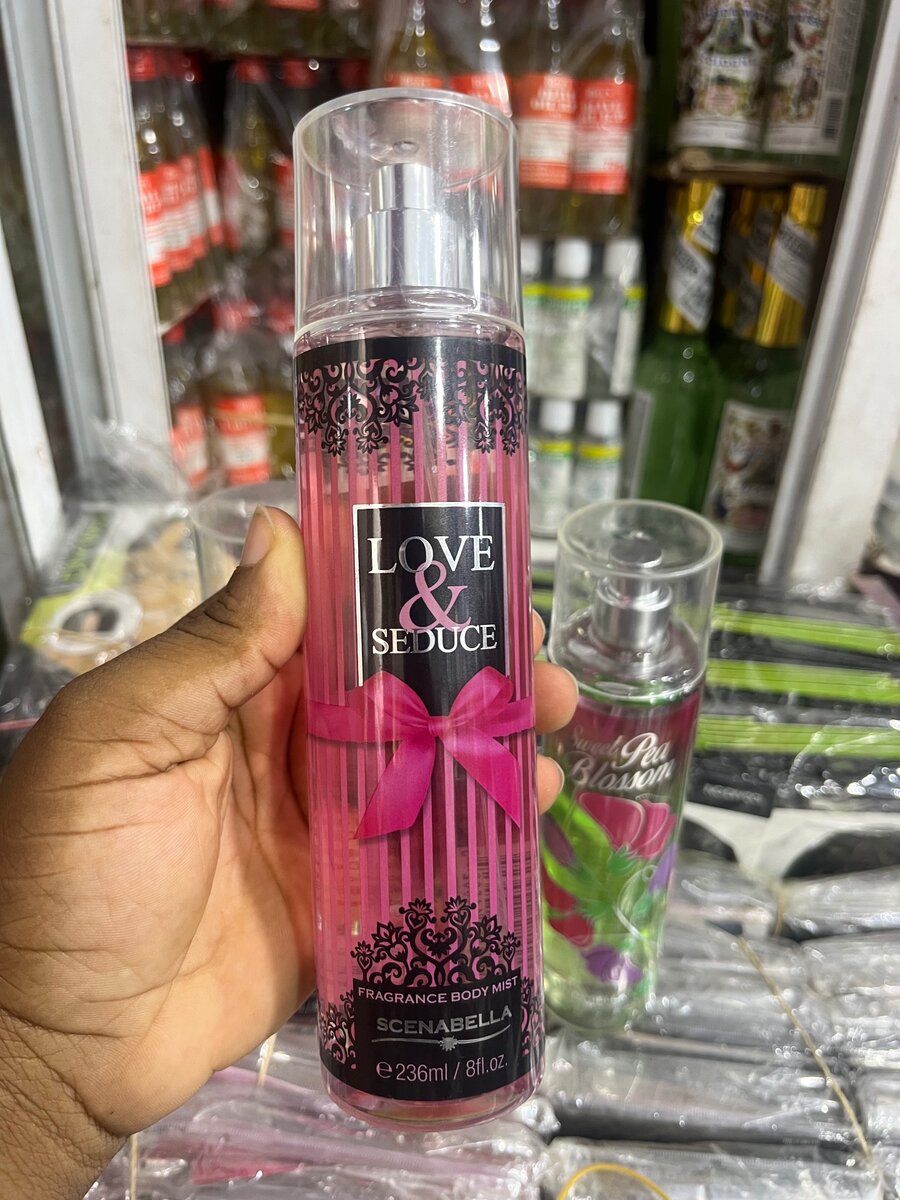 LOVE
&
SEDUCE
FRAGRANCE BODY MIST
SCENABELLA
℮ 236ml / 8fl.oz.
Sweet Pea
Blossom